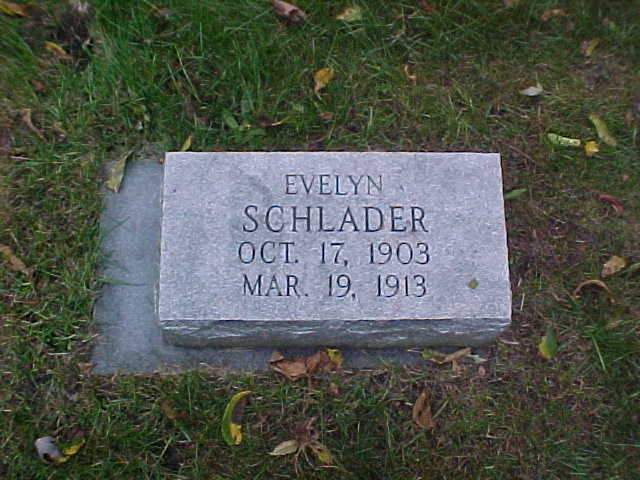 EVELYN
SCHLADER
OCT. 17, 1903
MAR. 19, 1913